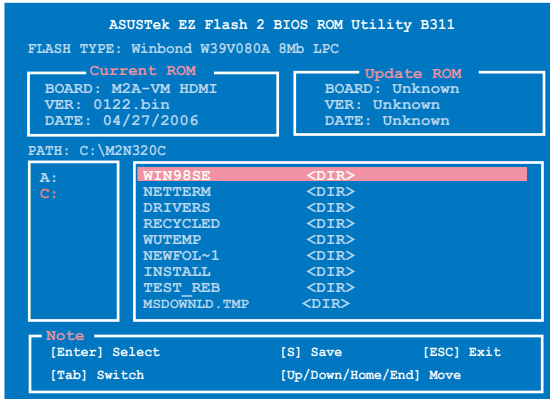 ASUSTek EZ Flash 2 BIOS ROM Utility B311
FLASH TYPE: Winbond W39V080A 8Mb LPC
Current ROM
BOARD: M2A-VM HDMI
VER: 0122.bin
DATE: 04/27/2006
Update ROM
BOARD: Unknown
VER: Unknown
DATE: Unknown
PATH: C:\M2N320C
A:
C:
WIN98SE <DIR>
NETTERM <DIR>
DRIVERS <DIR>
RECYCLED <DIR>
WUTEMP <DIR>
NEWFOL~1 <DIR>
INSTALL <DIR>
TEST_REB <DIR>
MSDOWNLD.TMP <DIR>
Note
[Enter] Select [S] Save [ESC] Exit
[Tab] Switch [Up/Down/Home/End] Move